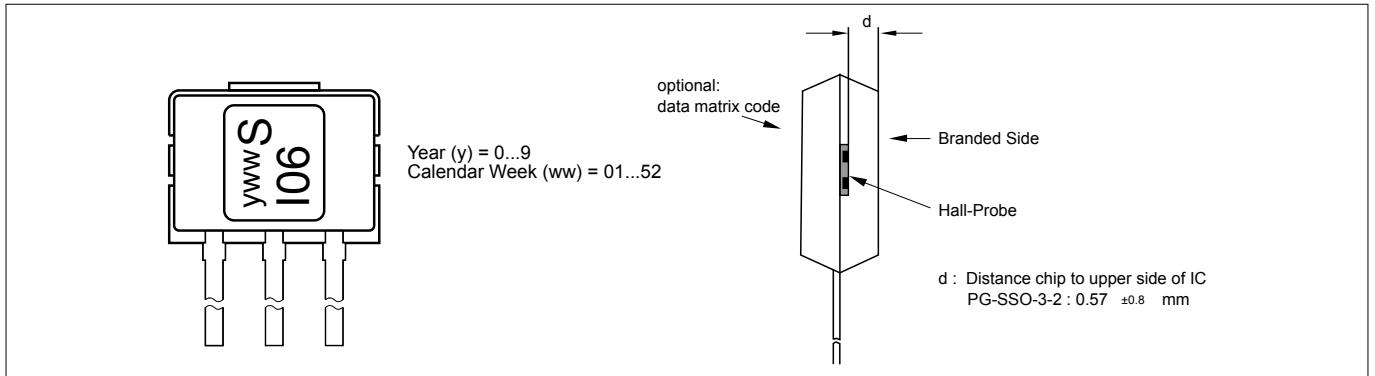 ywwS
I06
Year (y) = 0...9
Calendar Week (ww) = 01...52
d
optional:
data matrix code
Branded Side
Hall-Probe
d : Distance chip to upper side of IC
PG-SSO-3-2 : 0.57 ±0.8 mm